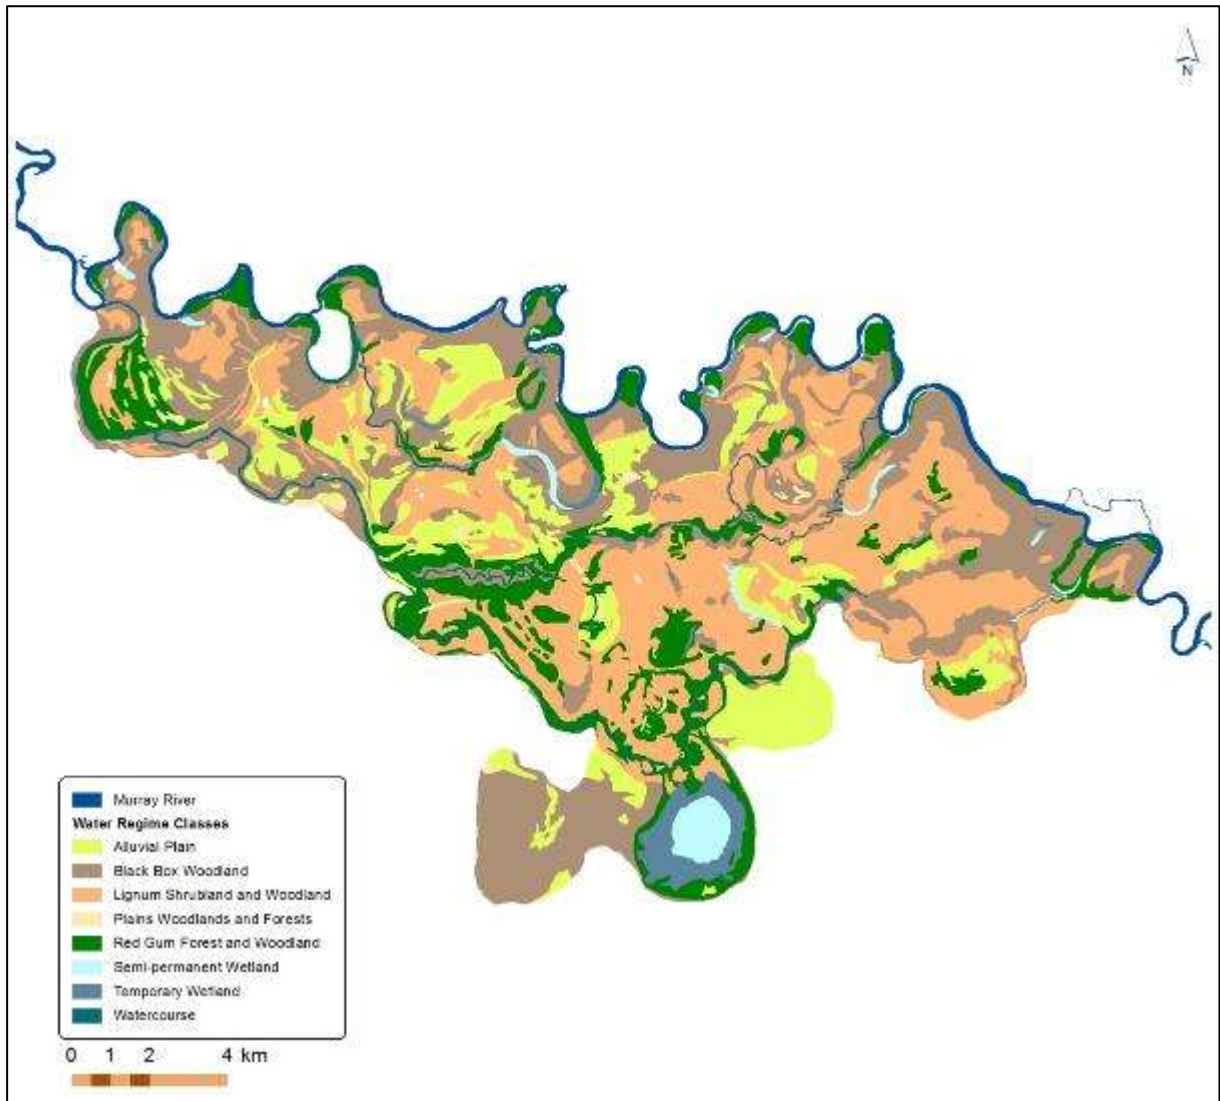 N
Murray River
Water Regime Classes
Alluvial Plain
Black Box Woodland
Lignum Shrubland and Woodland
Plains Woodlands and Forests
Red Gum Forest and Woodland
Semi-permanent Wetland
Temporary Wetland
Watercourse
0 1 2 4 km